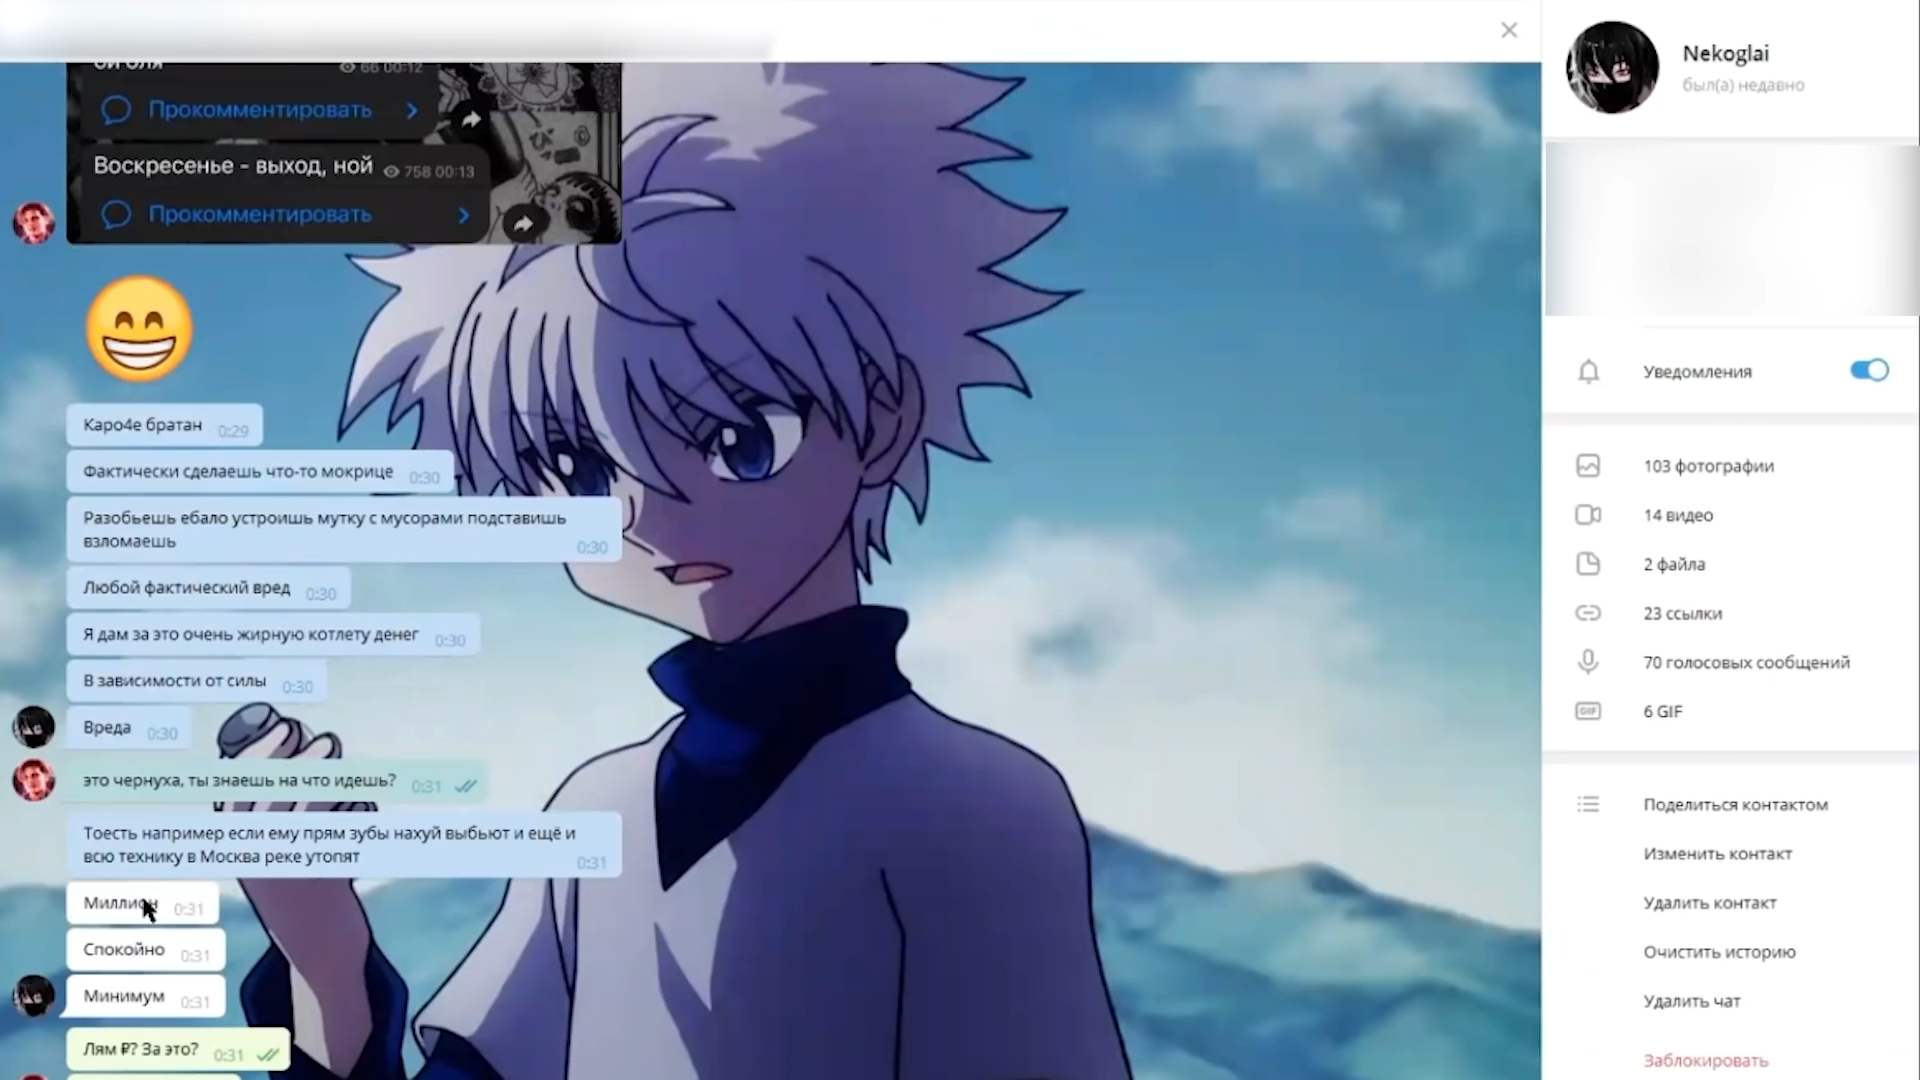 ой Оля 66 00:12
Прокомментировать
Воскресенье - выход, ной 758 00:13
Прокомментировать
Каро4е братан 0:29
Фактически сделаешь что-то мокрице 0:30
Разобьешь ебало устроишь мутку с мусорами подставишь
взломаешь 0:30
Любой фактический вред 0:30
Я дам за это очень жирную котлету денег 0:30
В зависимости от силы 0:30
Вреда 0:30
это чернуха, ты знаешь на что идешь? 0:31
Тоесть например если ему прям зубы нахуй выбьют и ещё и
всю технику в Москва реке утопят 0:31
Миллион 0:31
Спокойно 0:31
Минимум 0:31
Лям ₽? За это? 0:31
Nekoglai
был(а) недавно
Уведомления
103 фотографии
14 видео
2 файла
23 ссылки
70 голосовых сообщений
GIF 6 GIF
Поделиться контактом
Изменить контакт
Удалить контакт
Очистить историю
Удалить чат
Заблокировать